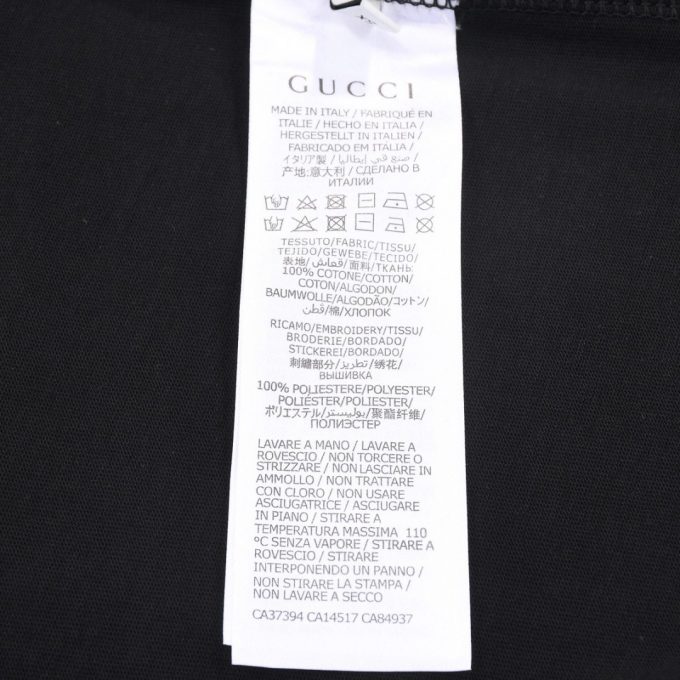 GUCCI
MADE IN ITALY / FABRIQUÉ EN
ITALIE / HECHO EN ITALIA /
HERGESTELLT IN ITALIEN /
FABRICADO EM ITÁLIA /
イタリア製 / صنع في إيطاليا /
产地:意大利 / СДЕЛАНО В
ИТАЛИИ
TESSUTO/FABRIC/TISSU/
TEJIDO/GEWEBE/TECIDO/
表地/قماش/面料/ТКАНЬ:
100% COTONE/COTTON/
COTON/ALGODON/
BAUMWOLLE/ALGODÃO/コットン/
قطن/棉/ХЛОПОК
RICAMO/EMBROIDERY/TISSU/
BRODERIE/BORDADO/
STICKEREI/BORDADO/
刺繍部分/تطريز/绣花/
ВЫШИВКА
100% POLIESTERE/POLYESTER/
POLIÉSTER/POLIESTER/
ポリエステル/بوليستر/聚酯纤维/
ПОЛИЭСТЕР
LAVARE A MANO / LAVARE A
ROVESCIO / NON TORCERE O
STRIZZARE / NON LASCIARE IN
AMMOLLO / NON TRATTARE
CON CLORO / NON USARE
ASCIUGATRICE / ASCIUGARE
IN PIANO / STIRARE A
TEMPERATURA MASSIMA 110
ºC SENZA VAPORE / STIRARE A
ROVESCIO / STIRARE
INTERPONENDO UN PANNO /
NON STIRARE LA STAMPA /
NON LAVARE A SECCO
CA37394 CA14517 CA84937